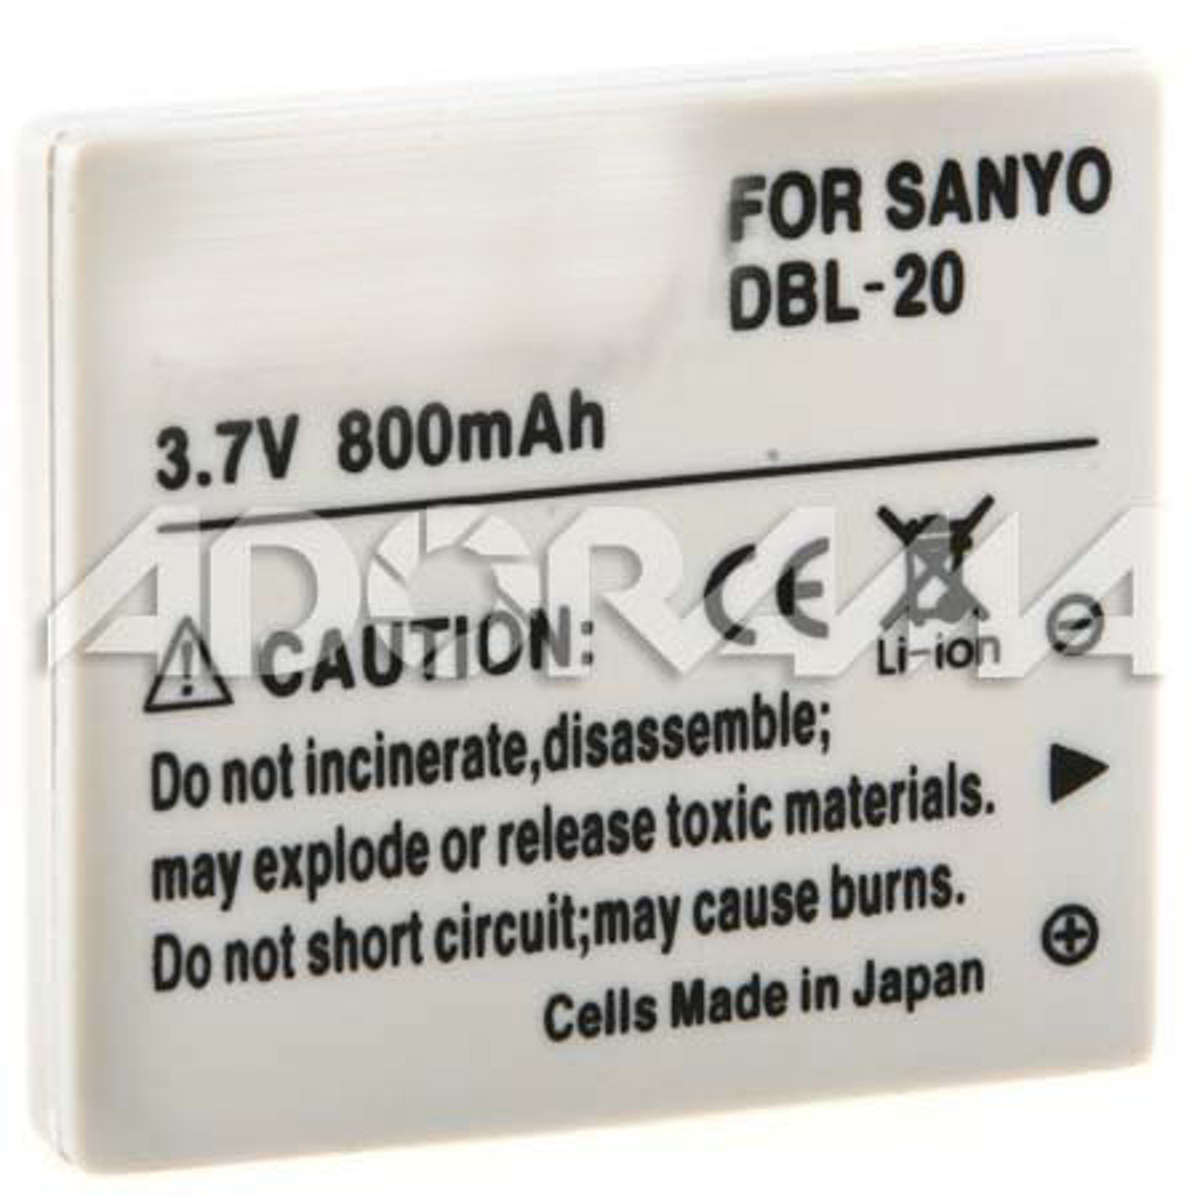 FOR SANYO
DBL-20
3.7V 800mAh
ADORAMA
CE
CAUTION:
Li-ion
Do not incinerate,disassemble;
may explode or release toxic materials.
Do not short circuit;may cause burns.
Cells Made in Japan